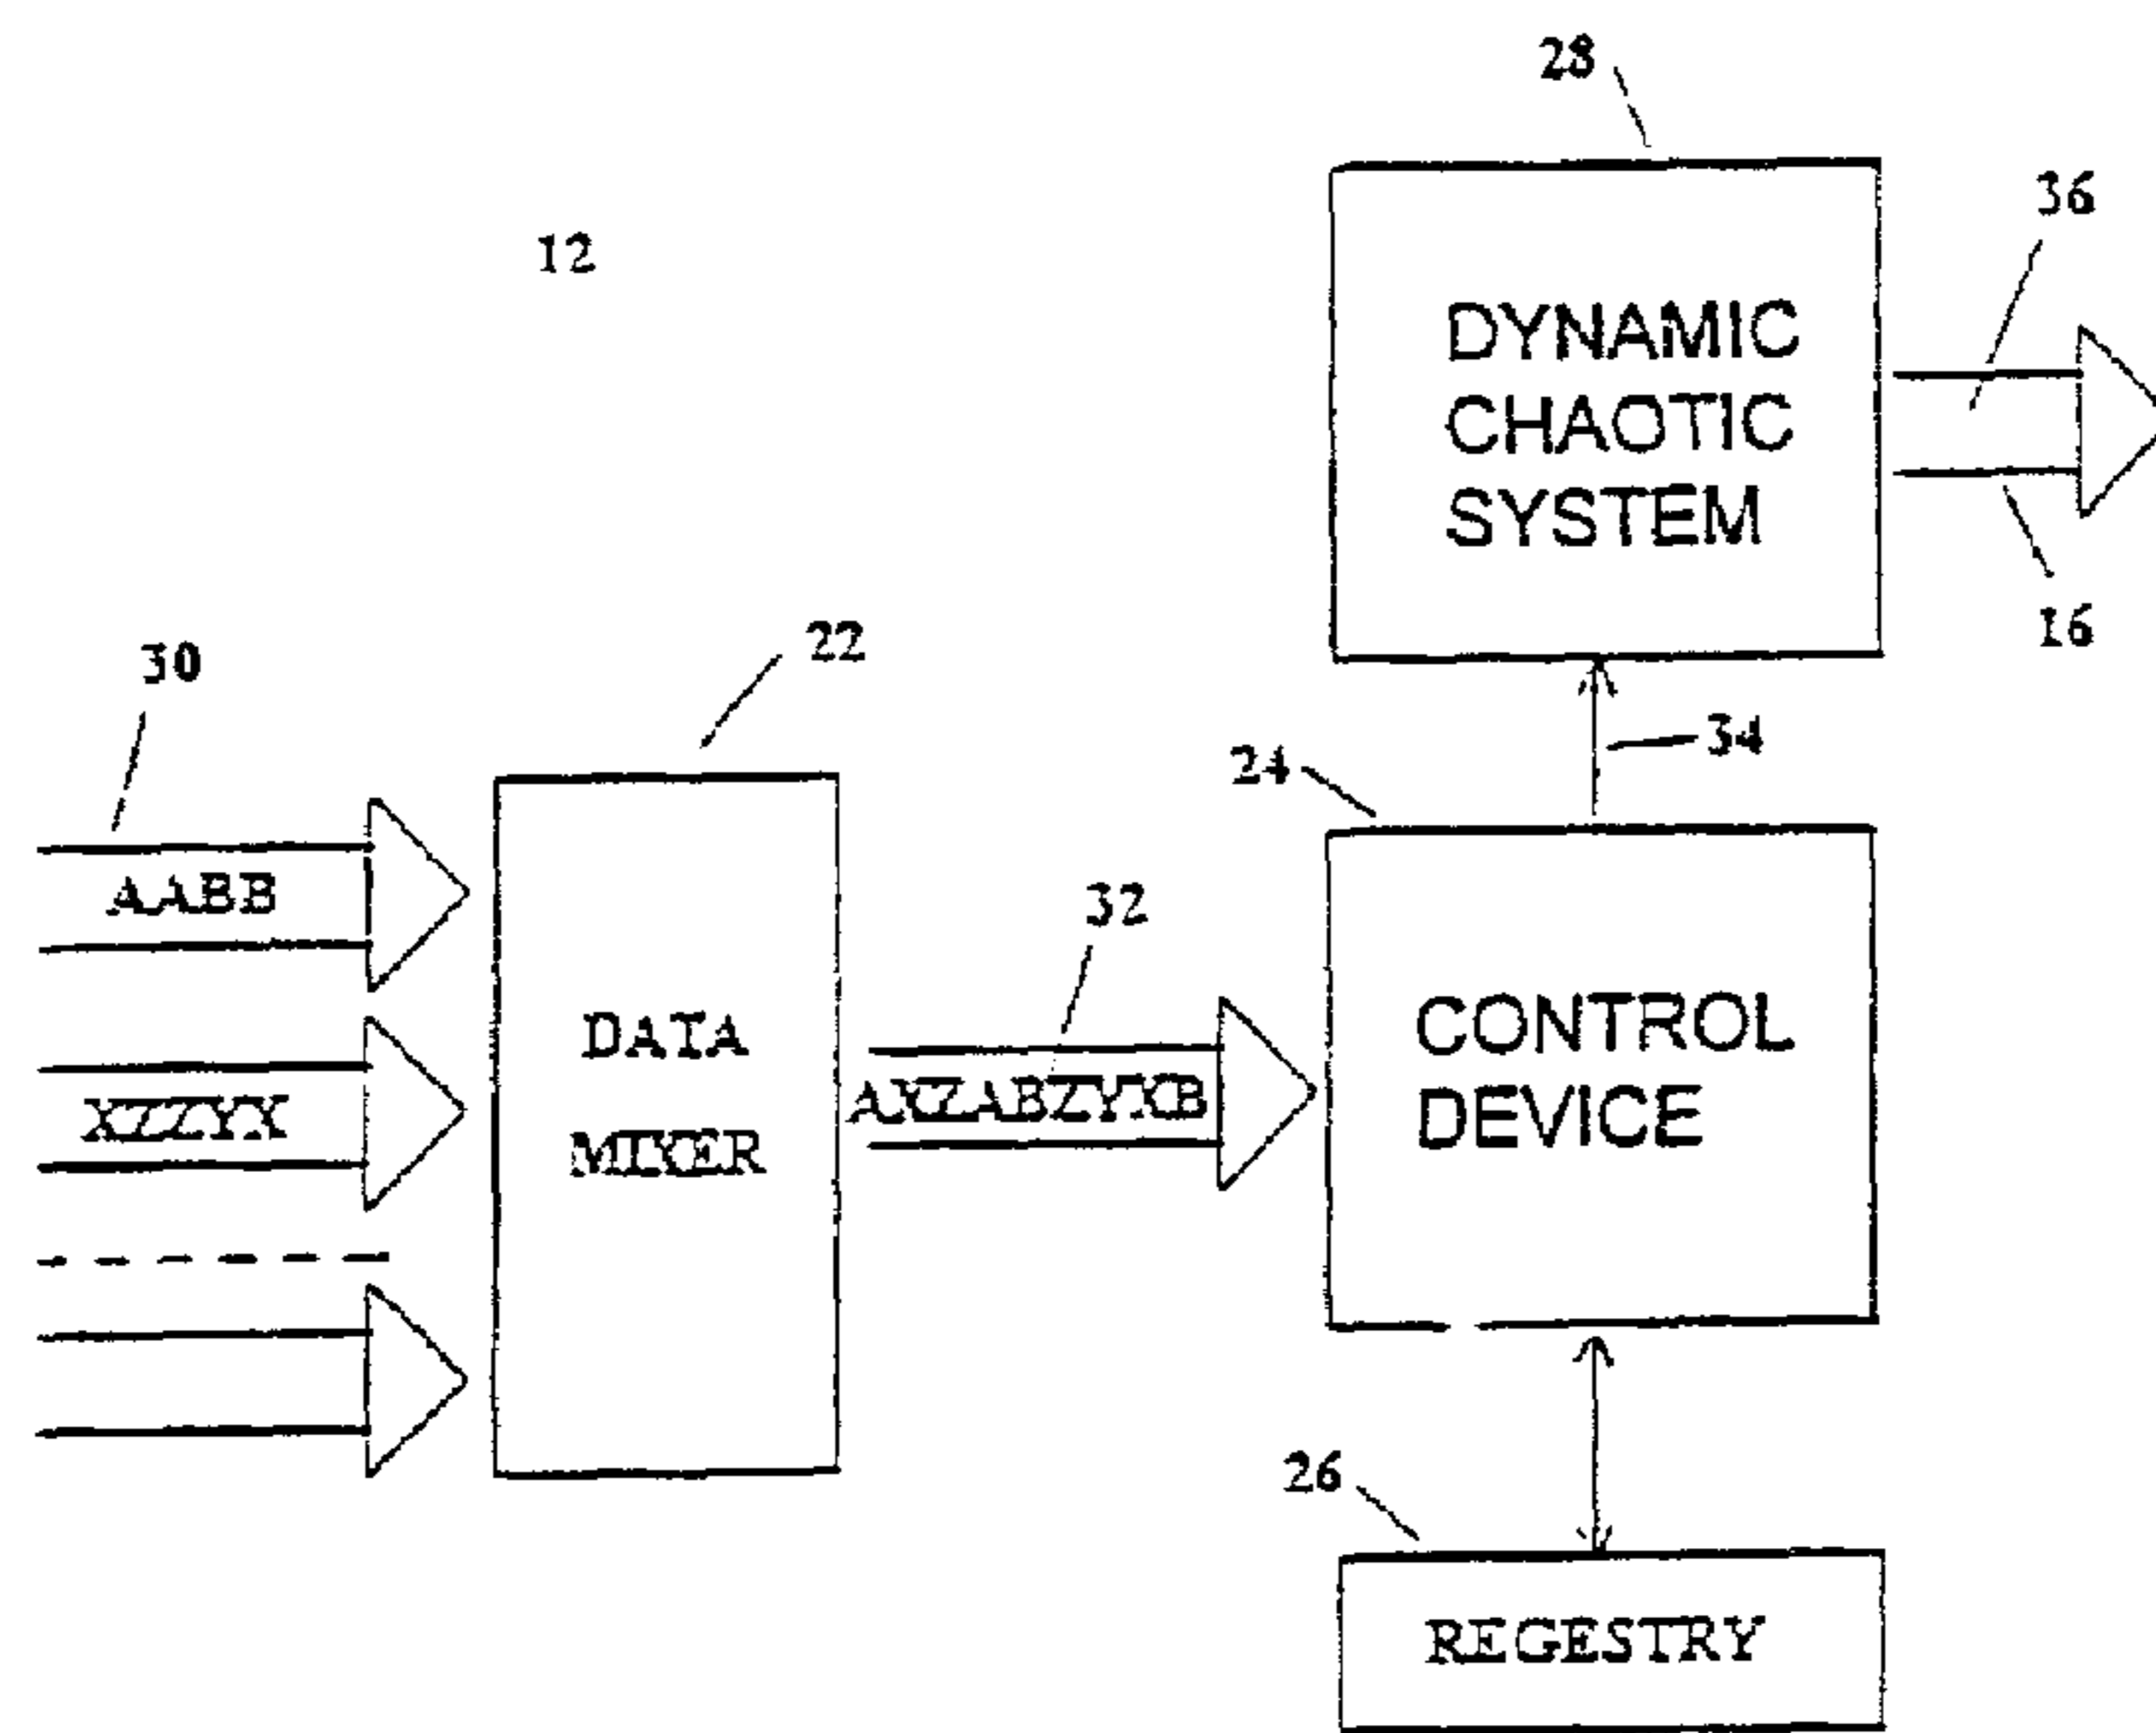 28
36
12
DYNAMIC
CHAOTIC
SYSTEM
16
30
22
34
24
AABB
32
CONTROL
DEVICE
DATA
MIXER
XZZYX
AXZABZYXB
26
REGESTRY